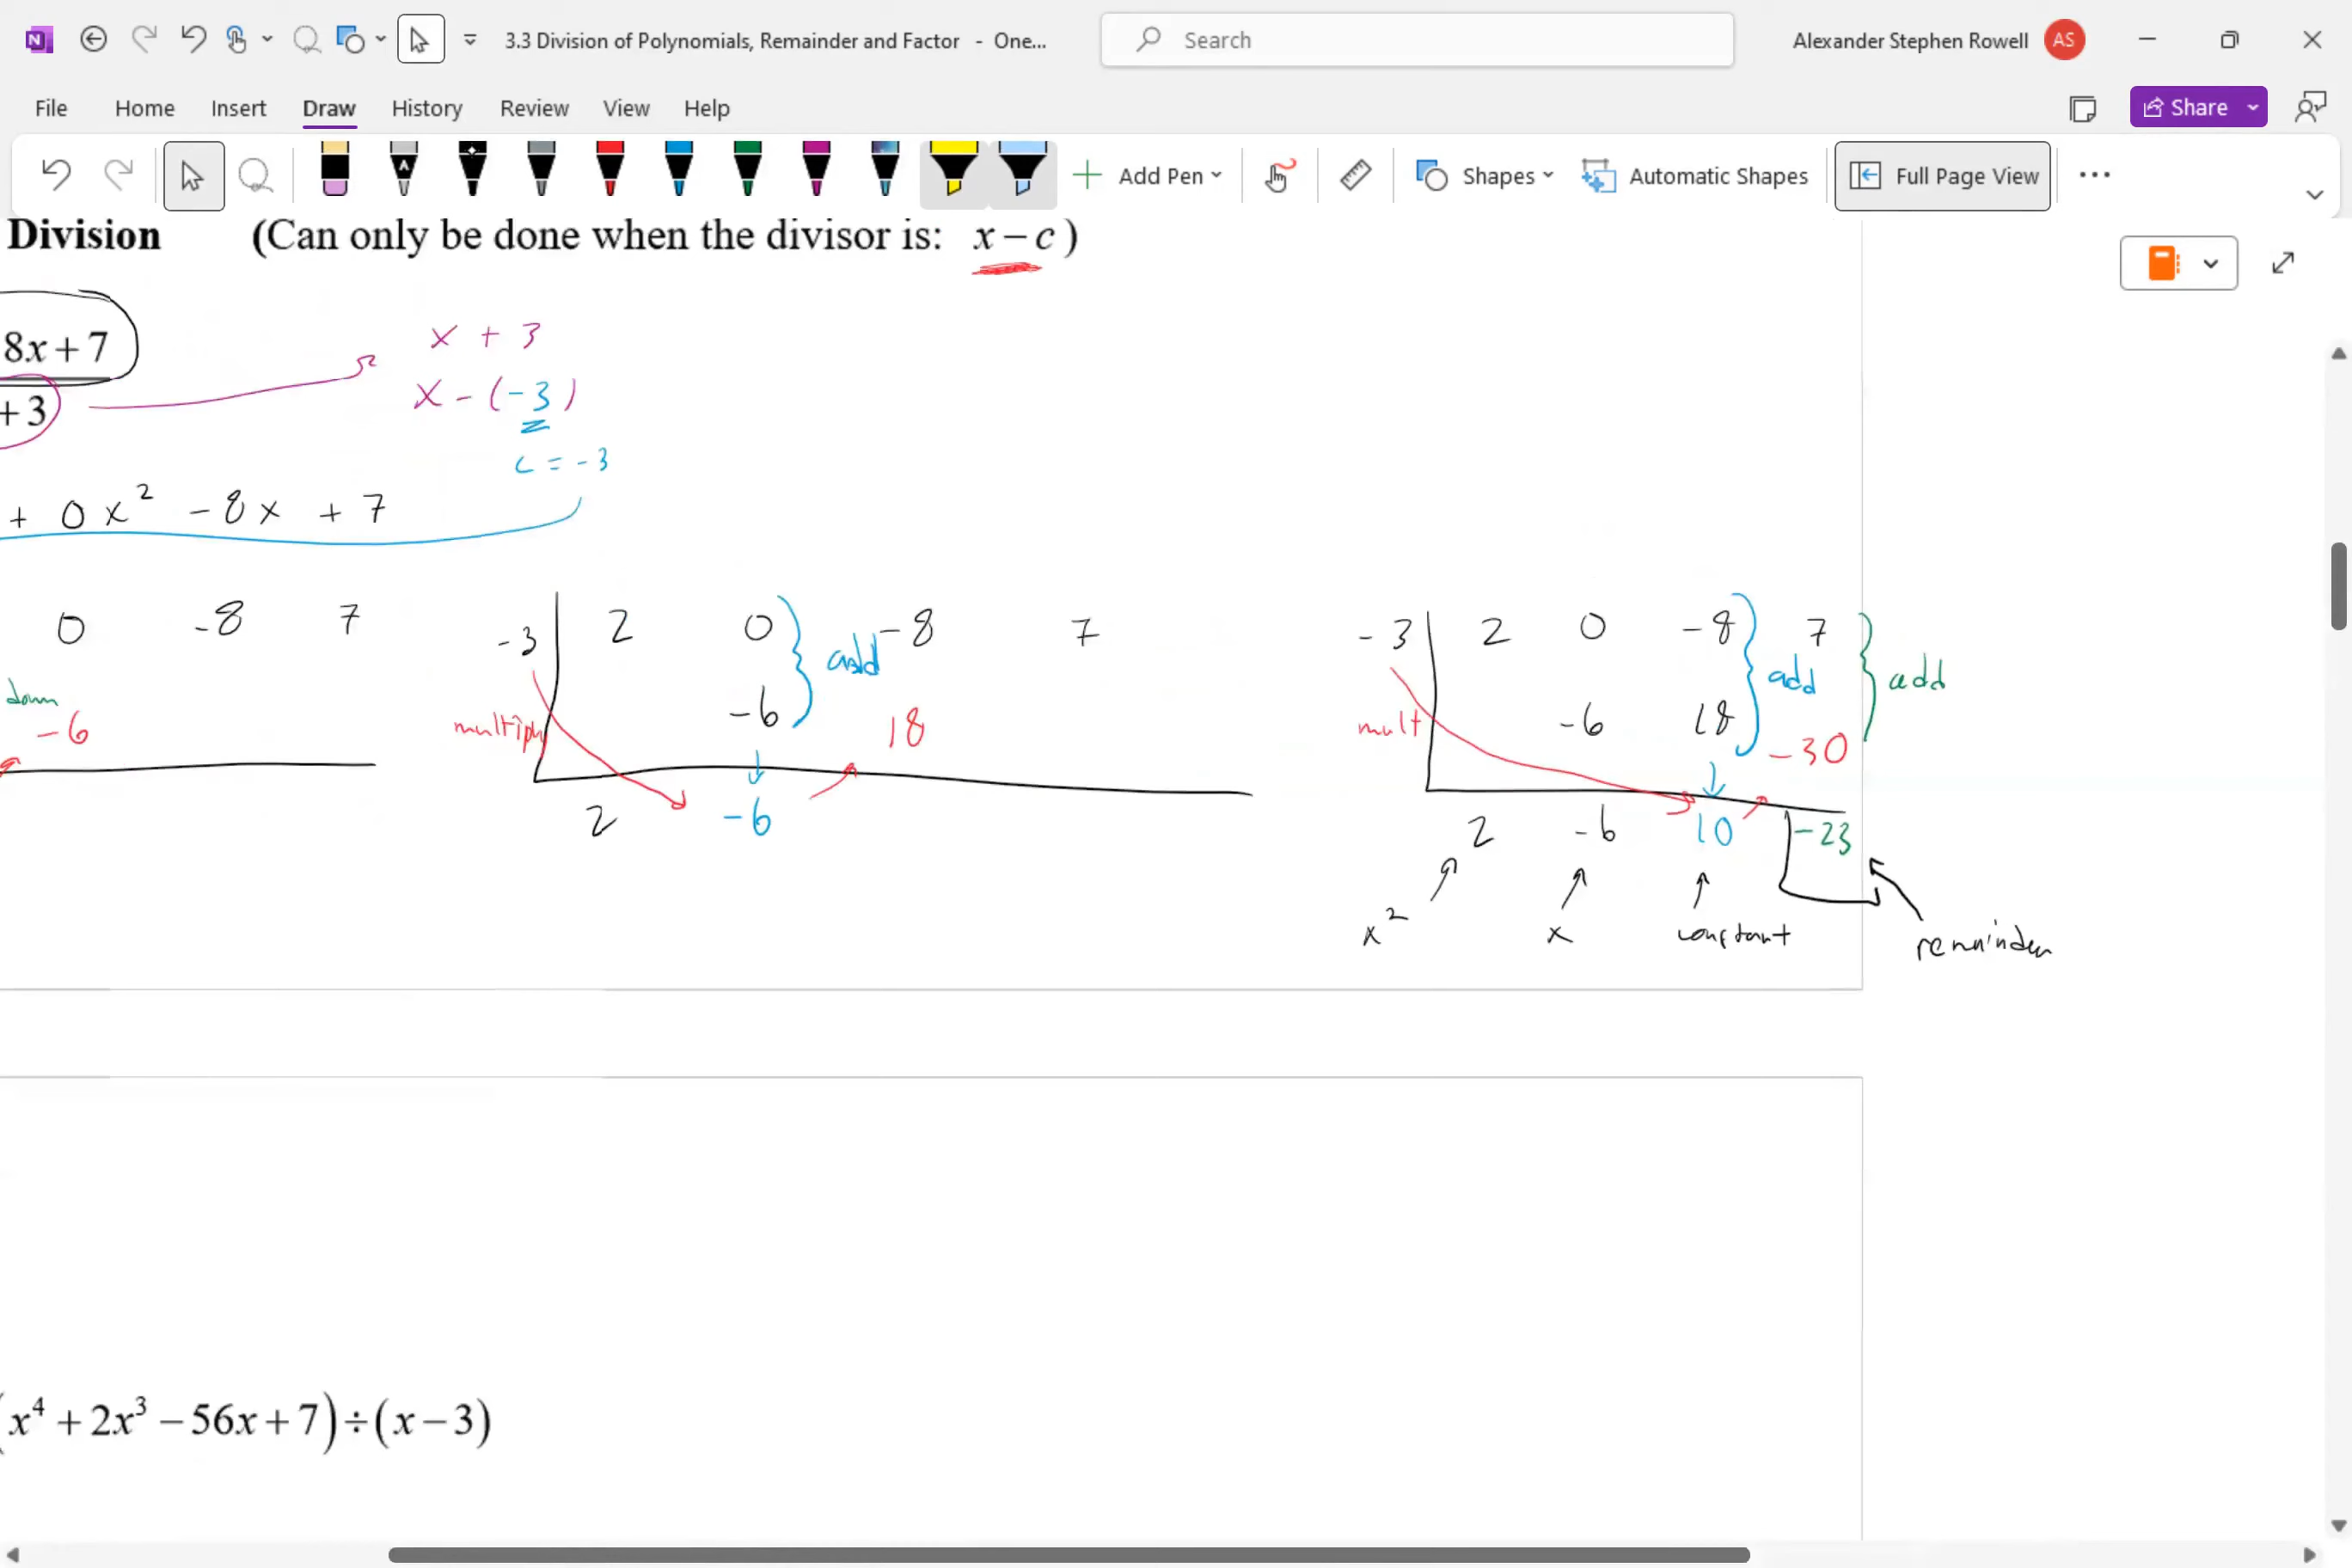 3.3 Division of Polynomials, Remainder and Factor - One...
Search
Alexander Stephen Rowell AS
File Home Insert Draw History Review View Help
Share
A
Add Pen
Shapes
Automatic Shapes
Full Page View
Division (Can only be done when the divisor is: x – c)
8x + 7
+ 3
x + 3
x - (-3)
c = -3
+ 0x² - 8x + 7
0 -8 7
down
-6
-3 2 0 -8 7
add
-6 18
2 -6
-3 2 0 -8 7
add add
mult
-6 18 -30
2 -6 10 -23
x² x constant
remainder
(x⁴ + 2x³ – 56x + 7) ÷ (x – 3)